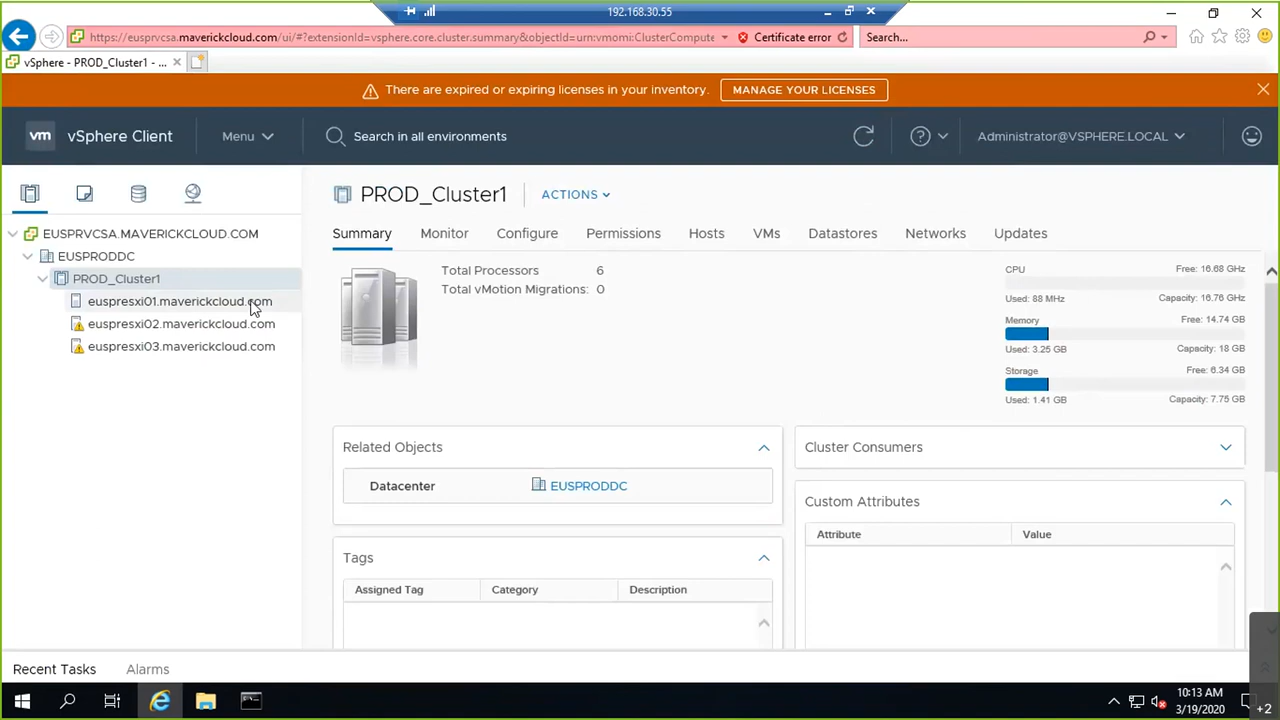 192.168.30.55
https://eusprvcsa.maverickcloud.com/ui/#?extensionId=vsphere.core.cluster.summary&objectId=urn:vmomi:ClusterCompute
Certificate error
Search...
vSphere - PROD_Cluster1 - ...
There are expired or expiring licenses in your inventory.
MANAGE YOUR LICENSES
vm
vSphere Client
Menu
Search in all environments
Administrator@VSPHERE.LOCAL
PROD_Cluster1
ACTIONS
Summary
Monitor
Configure
Permissions
Hosts
VMs
Datastores
Networks
Updates
EUSPRVCSA.MAVERICKCLOUD.COM
EUSPRODDC
PROD_Cluster1
euspresxi01.maverickcloud.com
euspresxi02.maverickcloud.com
euspresxi03.maverickcloud.com
Total Processors 6
Total vMotion Migrations: 0
CPU Free: 16.68 GHz
Used: 88 MHz Capacity: 16.76 GHz
Memory Free: 14.74 GB
Used: 3.25 GB Capacity: 18 GB
Storage Free: 6.34 GB
Used: 1.41 GB Capacity: 7.75 GB
Related Objects
Datacenter EUSPRODDC
Tags
Assigned Tag Category Description
Cluster Consumers
Custom Attributes
Attribute Value
Recent Tasks Alarms
10:13 AM
3/19/2020
+2